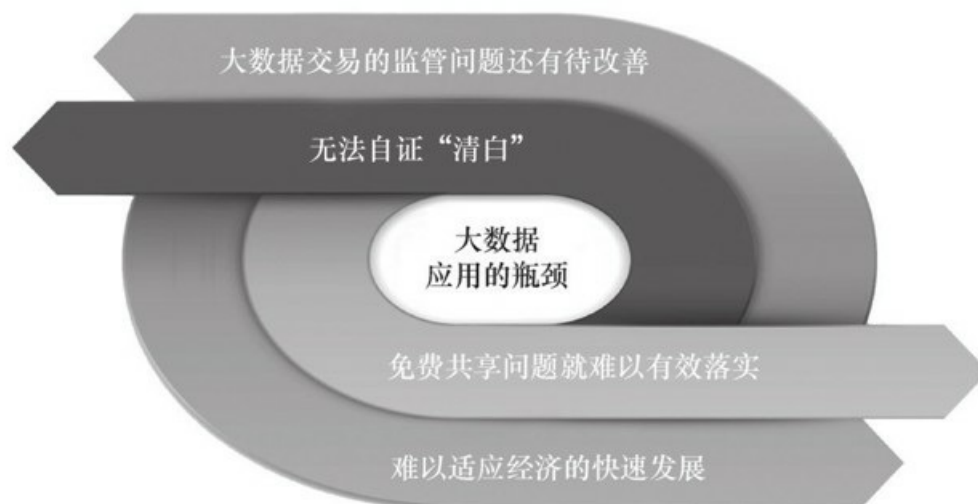 大数据交易的监管问题还有待改善
无法自证“清白”
大数据
应用的瓶颈
免费共享问题就难以有效落实
难以适应经济的快速发展